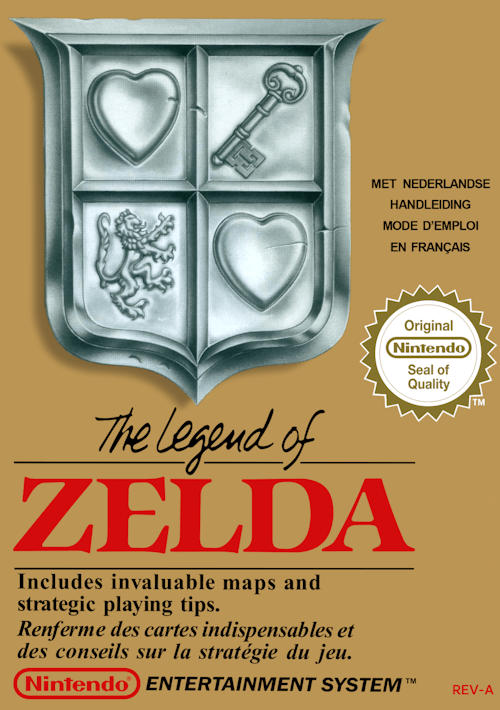 MET NEDERLANDSE
HANDLEIDING
MODE D'EMPLOI
EN FRANÇAIS
Original
Nintendo
Seal of
Quality
TM
The Legend of
ZELDA
Includes invaluable maps and
strategic playing tips.
Renferme des cartes indispensables et
des conseils sur la stratégie du jeu.
Nintendo® ENTERTAINMENT SYSTEM™
REV-A